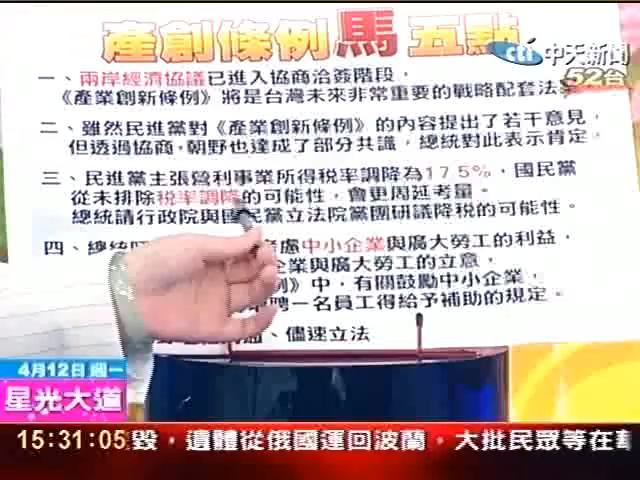 產創條例馬五點
cti 中天新聞
52台
一、兩岸經濟協議已進入協商洽簽階段，
《產業創新條例》將是台灣未來非常重要的戰略配套法
二、雖然民進黨對《產業創新條例》的內容提出了若干意見，
但透過協商，朝野也達成了部分共識，總統對此表示肯定。
三、民進黨主張營利事業所得税率調降為17.5%，國民黨
從未排除税率調降的可能性，會更周延考量。
總統請行政院與國民黨立法院黨團研議降税的可能性。
四、總統 慮中小企業與廣大勞工的利益，
企業與廣大勞工的立意，
例》中，有關鼓勵中小企業，
聘一名員工得給予補助的規定。
、儘速立法
4月12日 週一
星光大道
15:31:05 毀，遺體從俄國運回波蘭。大批民眾等在